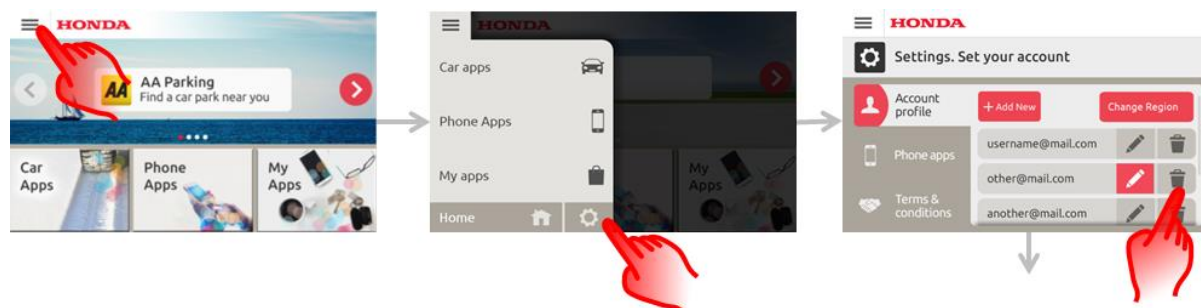 HONDA
AA
AA Parking
Find a car park near you
Car
Apps
Phone
Apps
My
Apps
HONDA
Car apps
Phone Apps
My apps
Home
My
Apps
HONDA
Settings. Set your account
Account
profile
+ Add New
Change Region
username@mail.com
Phone apps
other@mail.com
Terms &
conditions
another@mail.com